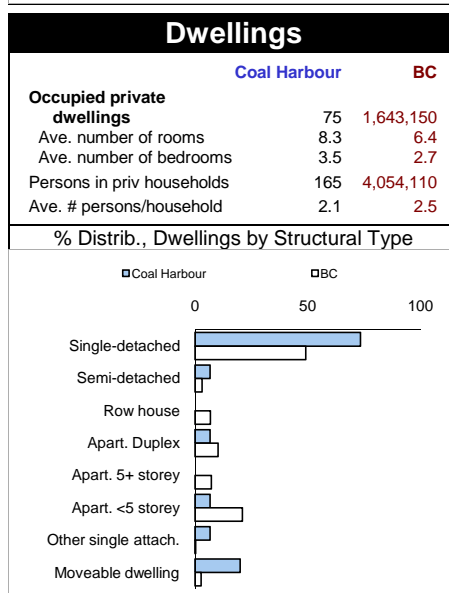 Dwellings
Coal Harbour BC
Occupied private
dwellings 75 1,643,150
Ave. number of rooms 8.3 6.4
Ave. number of bedrooms 3.5 2.7
Persons in priv households 165 4,054,110
Ave. # persons/household 2.1 2.5
% Distrib., Dwellings by Structural Type
Coal Harbour BC
0 50 100
Single-detached
Semi-detached
Row house
Apart. Duplex
Apart. 5+ storey
Apart. <5 storey
Other single attach.
Moveable dwelling